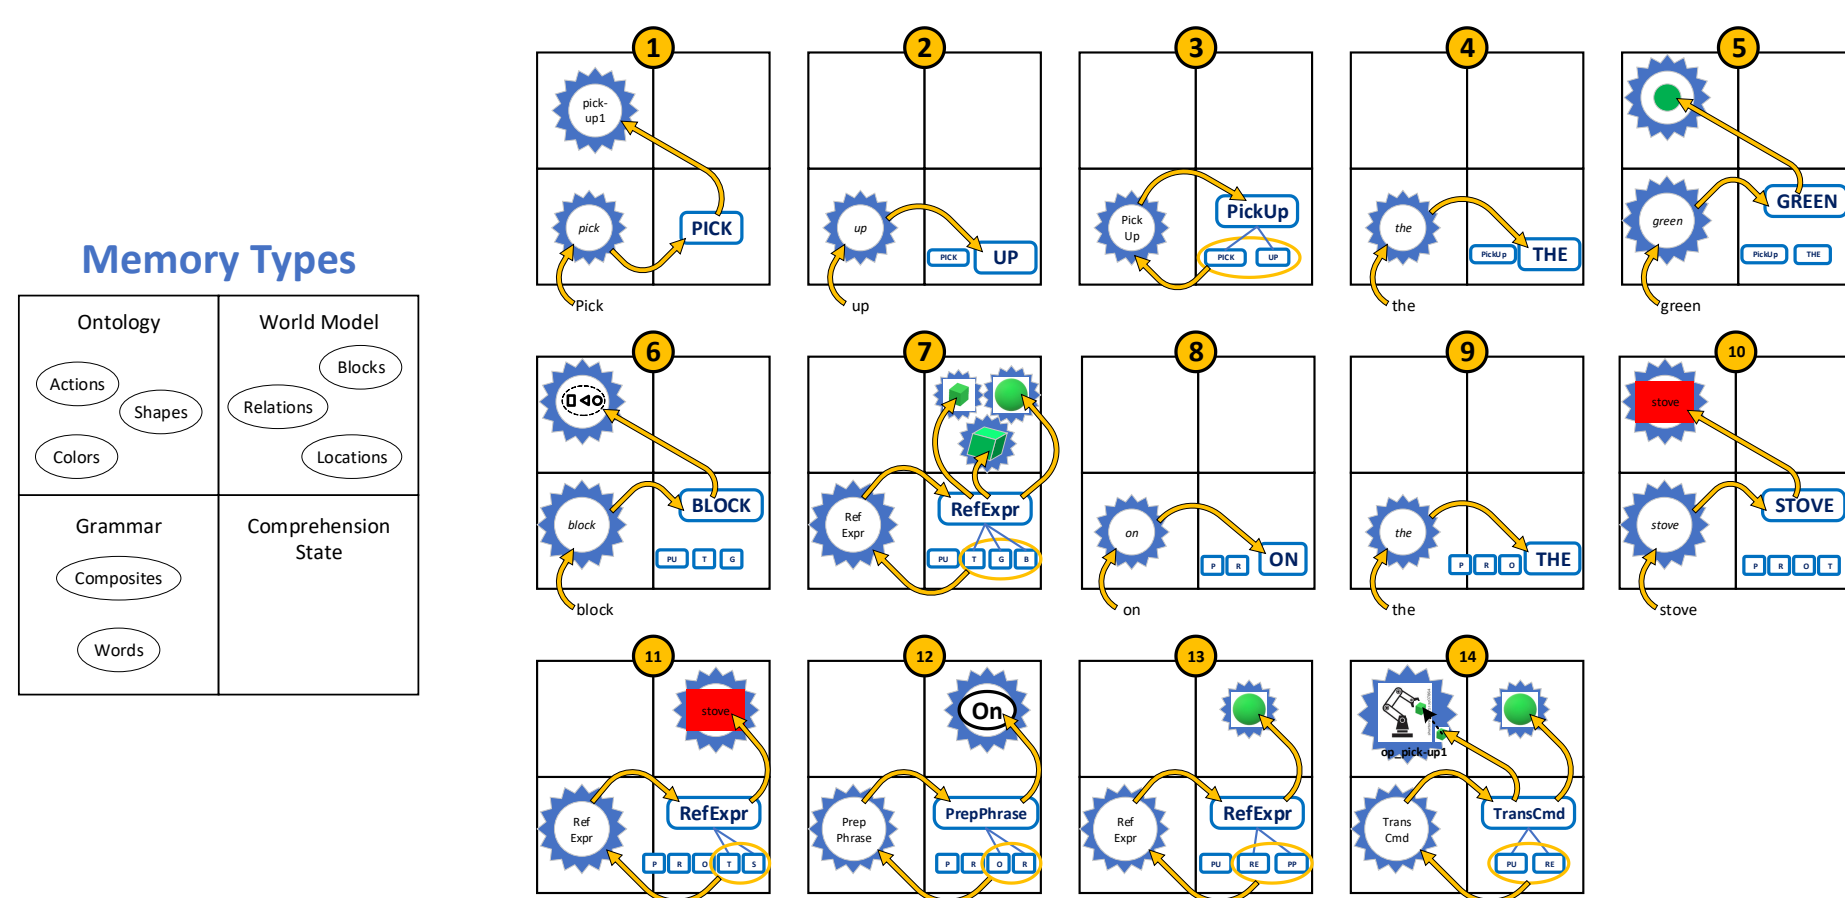 Memory Types
Ontology
World Model
Actions
Shapes
Colors
Blocks
Relations
Locations
Grammar
Comprehension
State
Composites
Words
1
pick-
up1
pick
PICK
Pick
2
up
PICK
UP
up
3
Pick
Up
PickUp
PICK
UP
4
the
PickUp
THE
the
5
green
GREEN
PickUp
THE
green
6
block
BLOCK
PU
T
G
block
7
Ref
Expr
RefExpr
PU
T
G
B
8
on
P
R
ON
on
9
the
P
R
O
THE
the
10
stove
stove
STOVE
P
R
O
T
stove
11
stove
Ref
Expr
RefExpr
P
R
O
T
S
12
On
Prep
Phrase
PrepPhrase
P
R
O
R
13
Ref
Expr
RefExpr
PU
RE
PP
14
op_pick-up1
Trans
Cmd
TransCmd
PU
RE